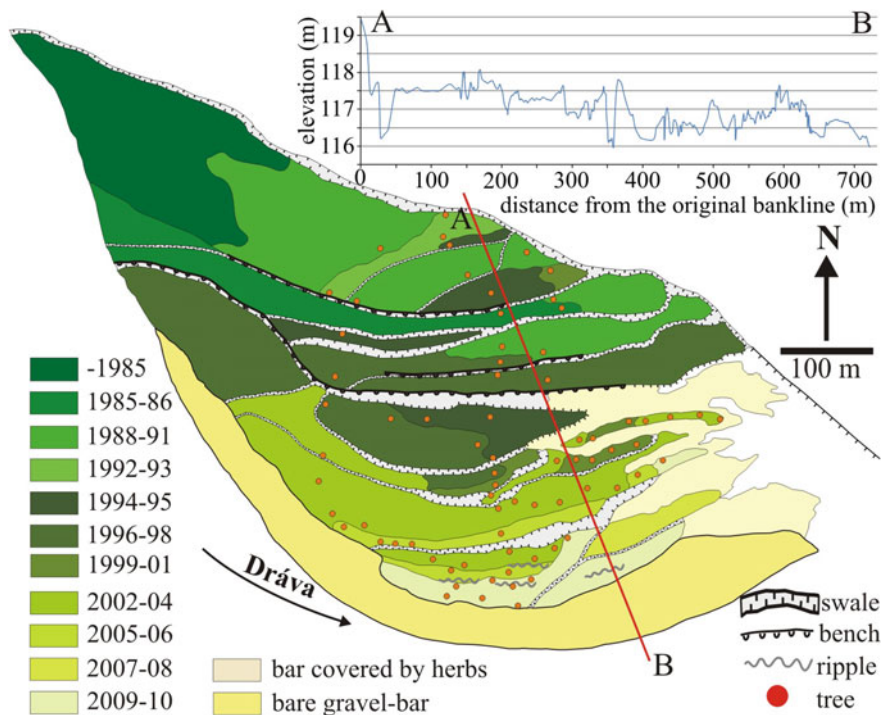 A B
elevation (m)
119
118
117
116
0 100 200 300 400 500 600 700
distance from the original bankline (m)
A
N
100 m
-1985
1985-86
1988-91
1992-93
1994-95
1996-98
1999-01
2002-04
2005-06
2007-08
2009-10
Dráva
bar covered by herbs
bare gravel-bar
B
swale
bench
ripple
tree